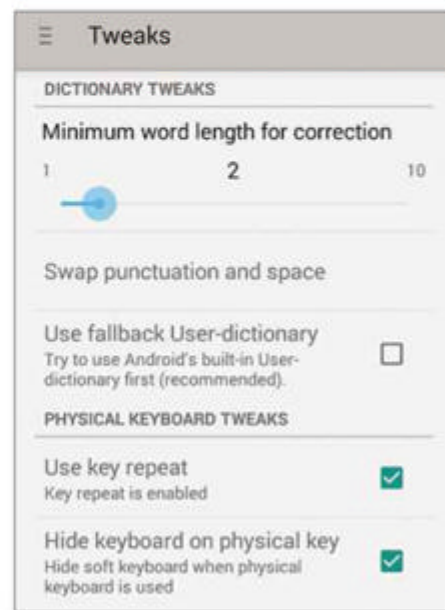 Tweaks
DICTIONARY TWEAKS
Minimum word length for correction
1 2 10
Swap punctuation and space
Use fallback User-dictionary
Try to use Android's built-in User-
dictionary first (recommended).
PHYSICAL KEYBOARD TWEAKS
Use key repeat
Key repeat is enabled
Hide keyboard on physical key
Hide soft keyboard when physical
keyboard is used